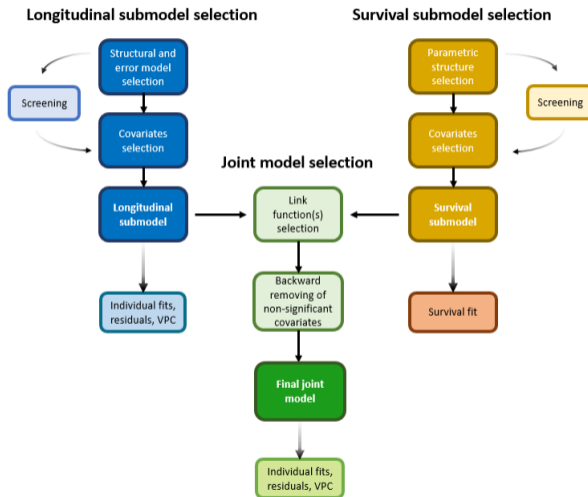 Longitudinal submodel selection
Structural and
error model
selection
Screening
Covariates
selection
Longitudinal
submodel
Individual fits,
residuals, VPC
Survival submodel selection
Parametric
structure
selection
Screening
Covariates
selection
Survival
submodel
Survival fit
Joint model selection
Link
function(s)
selection
Backward
removing of
non-significant
covariates
Final joint
model
Individual fits,
residuals, VPC